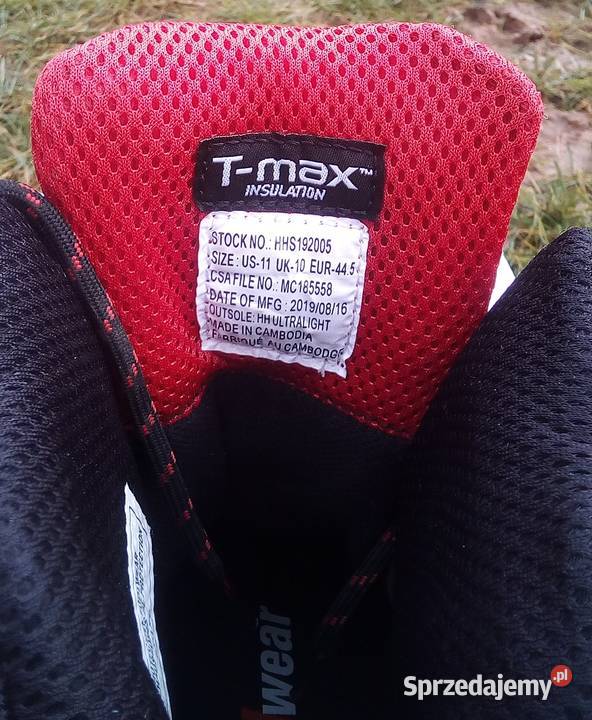 T-max™
INSULATION
STOCK NO.: HHS192005
SIZE : US-11 UK-10 EUR-44.5
CSA FILE NO.: MC185558
DATE OF MFG : 2019/08/16
OUTSOLE: HH ULTRALIGHT
MADE IN CAMBODIA
FABRIQUÉ AU CAMBODGE
wear
Sprzedajemy.pl